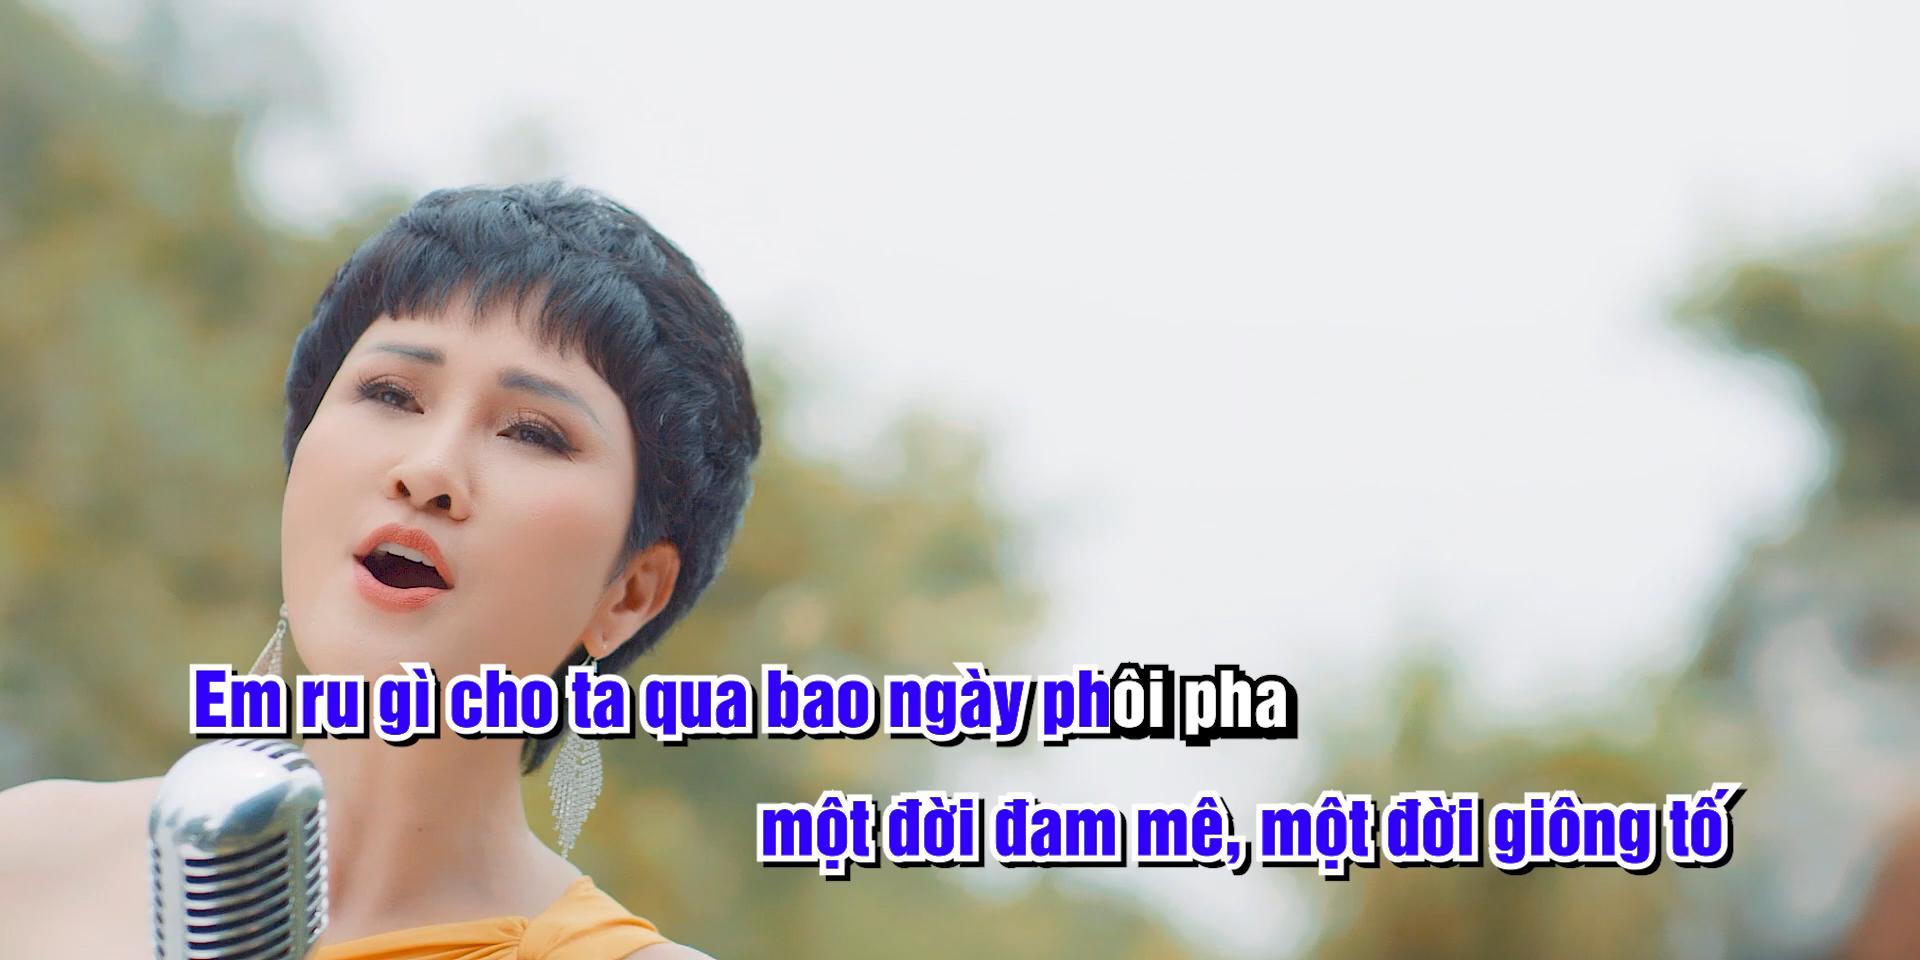 Em ru gì cho ta qua bao ngày phôi pha
một đời đam mê, một đời giông tố